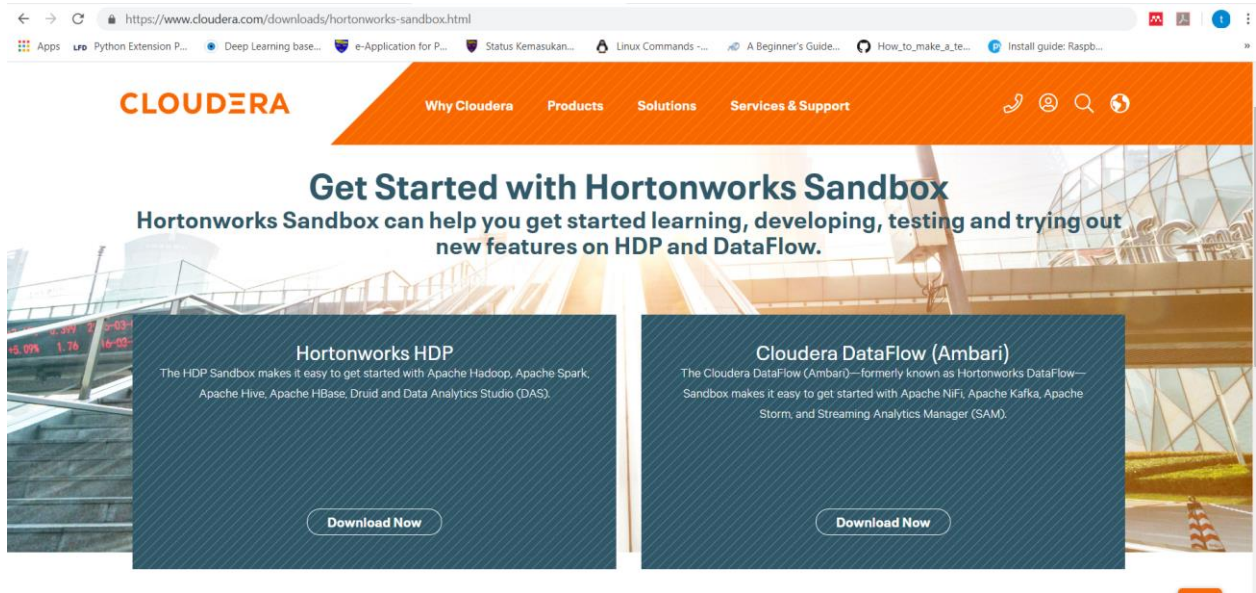 https://www.cloudera.com/downloads/hortonworks-sandbox.html
Apps LFD Python Extension P... Deep Learning base... e-Application for P... Status Kemasukan... Linux Commands -... A Beginner's Guide... How_to_make_a_te... Install guide: Raspb... »
CLOUDERA Why Cloudera Products Solutions Services & Support
Get Started with Hortonworks Sandbox
Hortonworks Sandbox can help you get started learning, developing, testing and trying out
new features on HDP and DataFlow.
Hortonworks HDP
The HDP Sandbox makes it easy to get started with Apache Hadoop, Apache Spark,
Apache Hive, Apache HBase, Druid and Data Analytics Studio (DAS).
Download Now
Cloudera DataFlow (Ambari)
The Cloudera DataFlow (Ambari)—formerly known as Hortonworks DataFlow—
Sandbox makes it easy to get started with Apache NiFi, Apache Kafka, Apache
Storm, and Streaming Analytics Manager (SAM).
Download Now